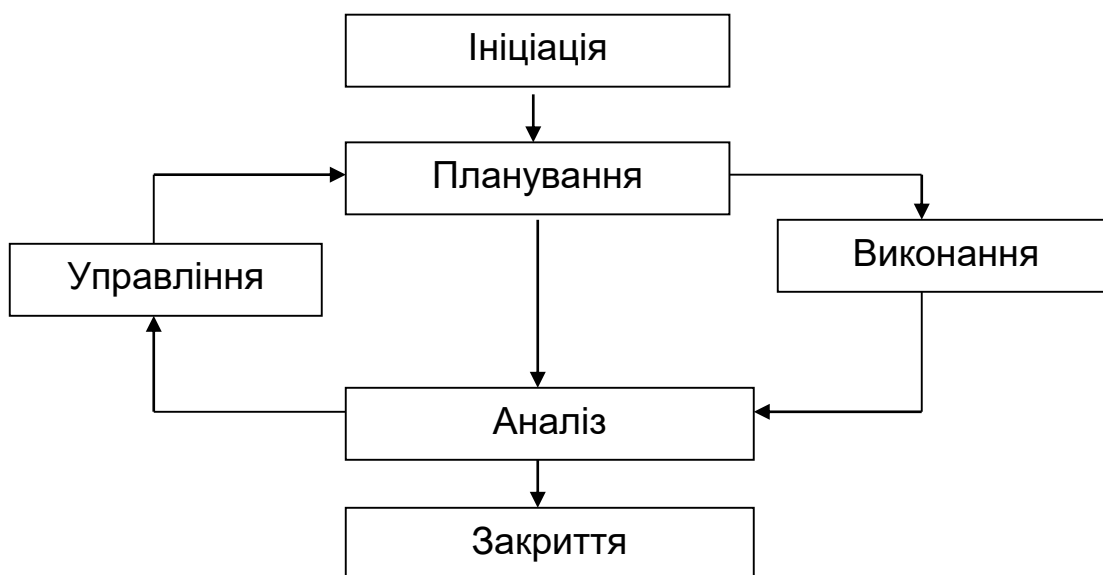 Ініціація
Планування
Виконання
Управління
Аналіз
Закриття